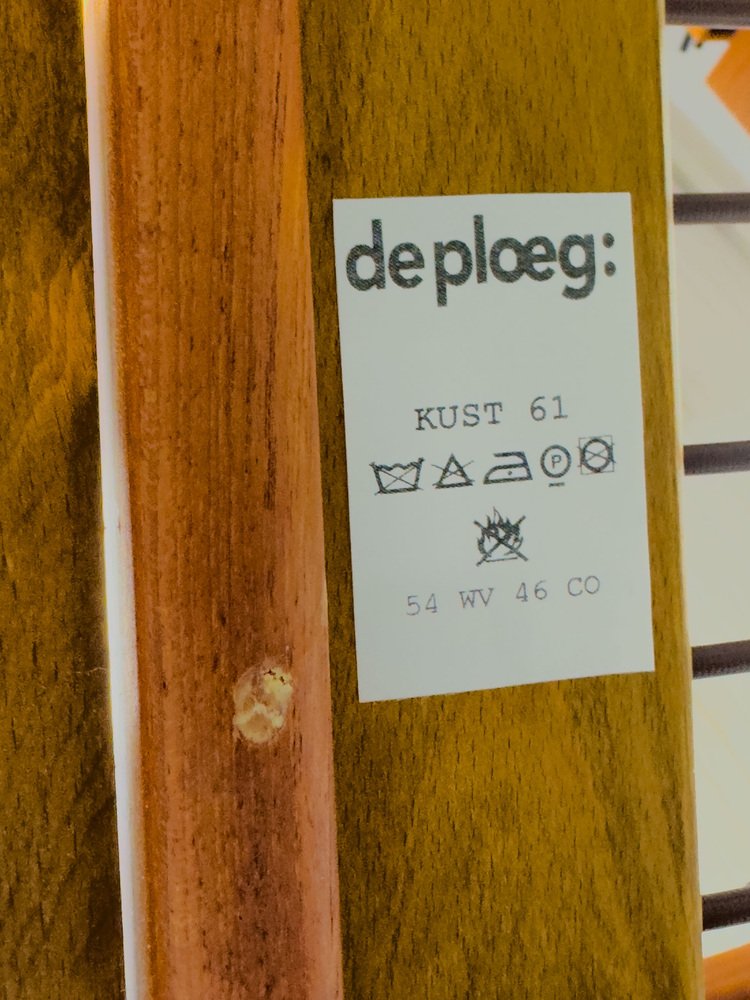 de ploeg:
KUST 61
P
54 WV 46 CO